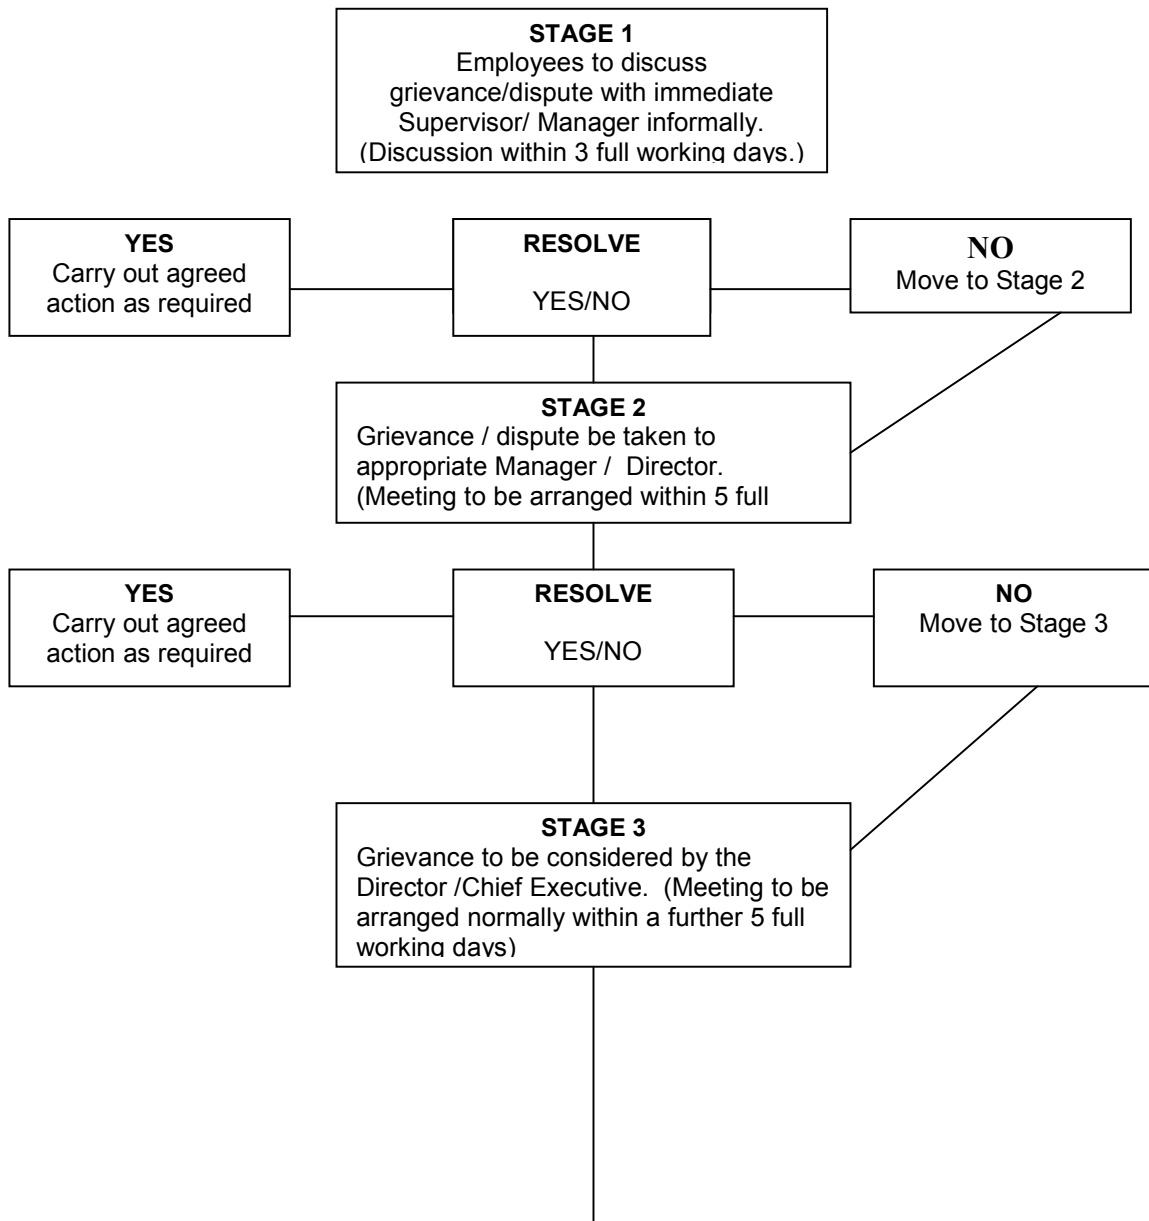 STAGE 1
Employees to discuss
grievance/dispute with immediate
Supervisor/ Manager informally.
(Discussion within 3 full working days.)
YES
Carry out agreed
action as required
RESOLVE
YES/NO
NO
Move to Stage 2
STAGE 2
Grievance / dispute be taken to
appropriate Manager /  Director.
(Meeting to be arranged within 5 full
YES
Carry out agreed
action as required
RESOLVE
YES/NO
NO
Move to Stage 3
STAGE 3
Grievance to be considered by the
Director /Chief Executive.  (Meeting to be
arranged normally within a further 5 full
working days)